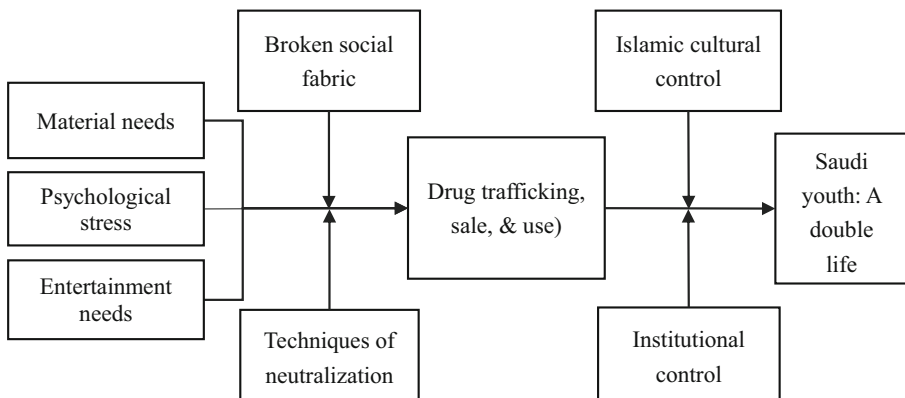 Broken social
fabric
Islamic cultural
control
Material needs
Psychological
stress
Entertainment
needs
Drug trafficking,
sale, & use)
Saudi
youth: A
double
life
Techniques of
neutralization
Institutional
control